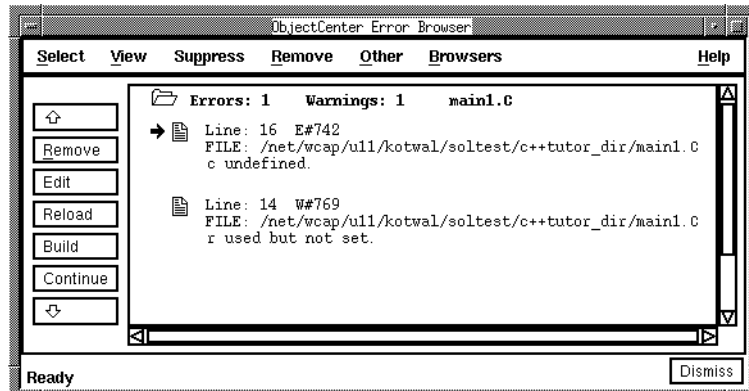 ObjectCenter Error Browser
Select View Suppress Remove Other Browsers Help
Errors: 1 Warnings: 1 main1.C
Line: 16 E#742
FILE: /net/wcap/u11/kotwal/soltest/c++tutor_dir/main1.C
c undefined.
Line: 14 W#769
FILE: /net/wcap/u11/kotwal/soltest/c++tutor_dir/main1.C
r used but not set.
Remove
Edit
Reload
Build
Continue
Ready
Dismiss